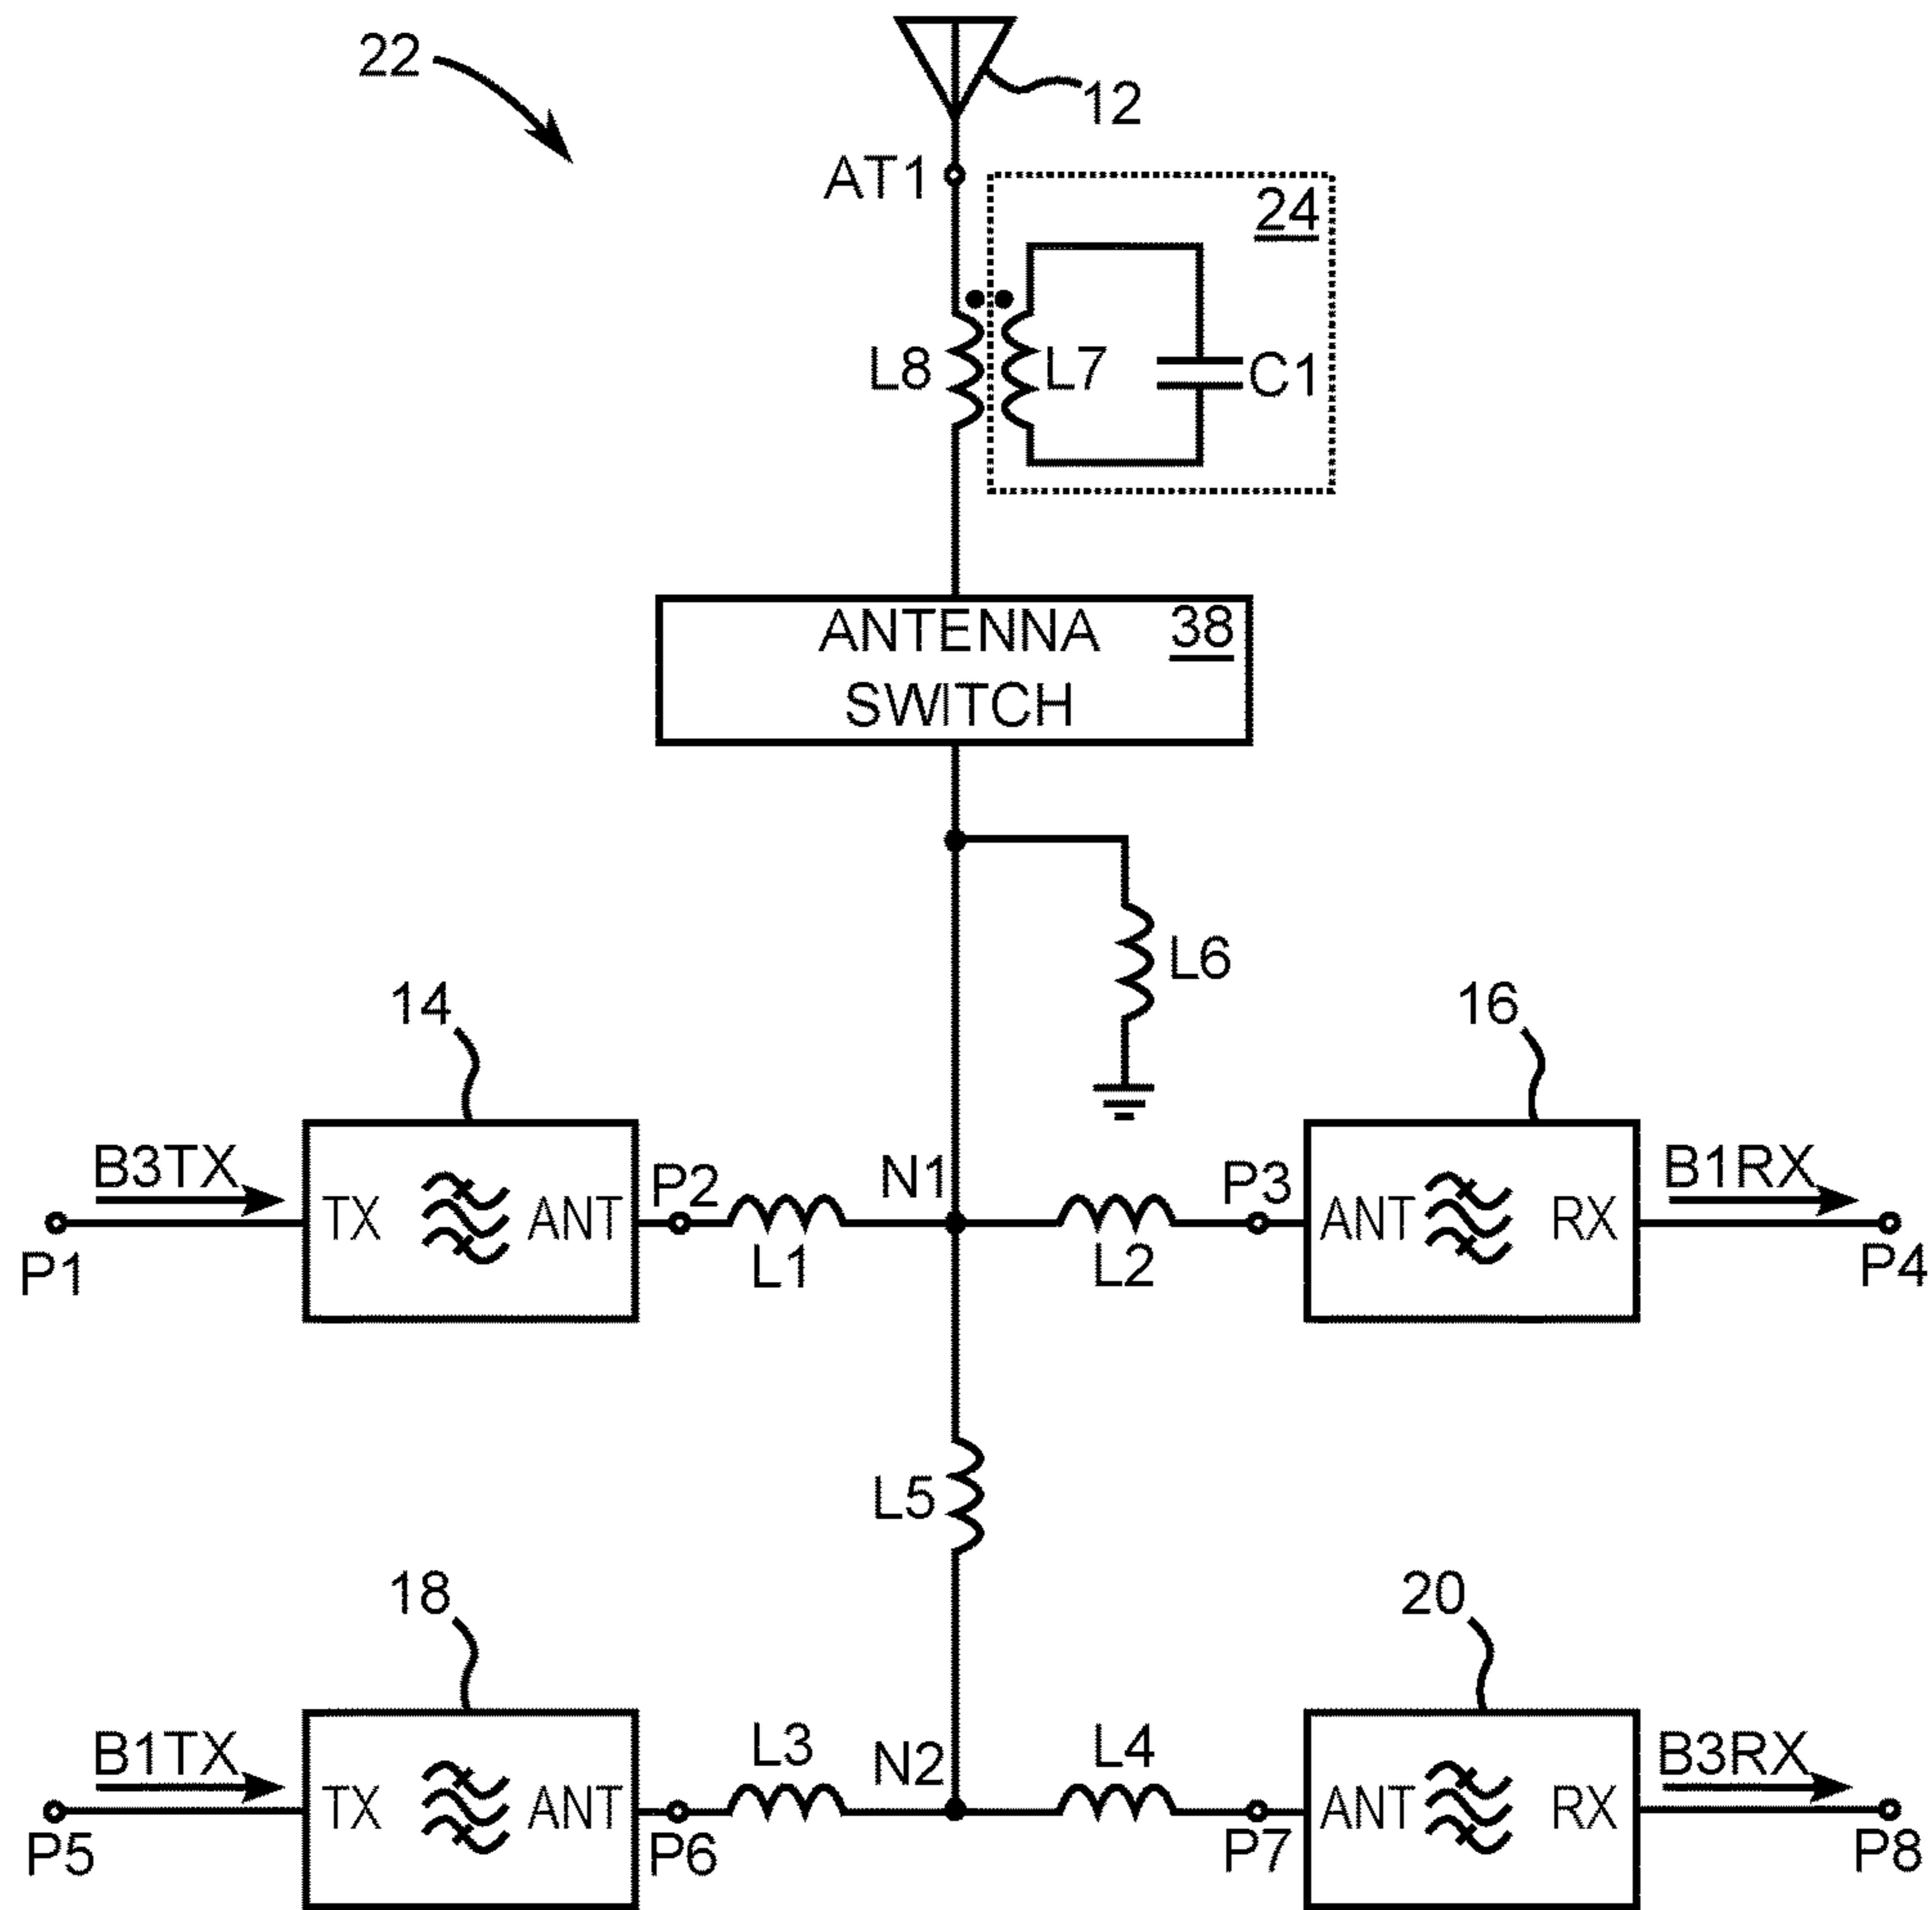 22
12
AT1
24
L8
L7
C1
ANTENNA
38
SWITCH
L6
14
16
B3TX
P2
N1
P3
B1RX
TX
ANT
ANT
RX
P1
L1
L2
P4
L5
18
20
B1TX
L3
N2
L4
B3RX
TX
ANT
ANT
RX
P5
P6
P7
P8